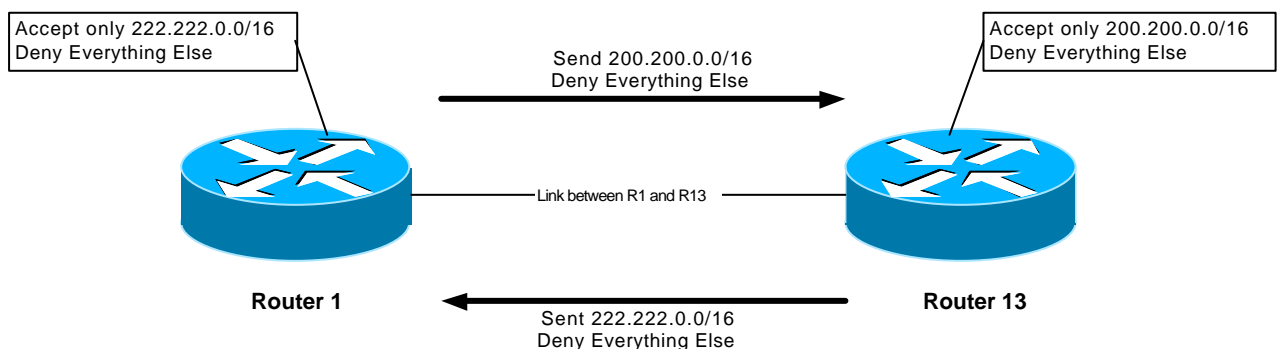 Accept only 222.222.0.0/16
Deny Everything Else
Accept only 200.200.0.0/16
Deny Everything Else
Send 200.200.0.0/16
Deny Everything Else
Link between R1 and R13
Router 1
Router 13
Sent 222.222.0.0/16
Deny Everything Else